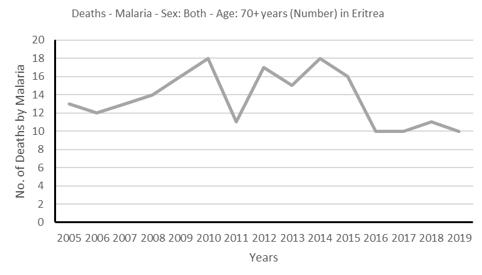 Deaths - Malaria - Sex: Both - Age: 70+ years (Number) in Eritrea
No. of Deaths by Malaria
20
18
16
14
12
10
8
6
4
2
0
2005 2006 2007 2008 2009 2010 2011 2012 2013 2014 2015 2016 2017 2018 2019
Years